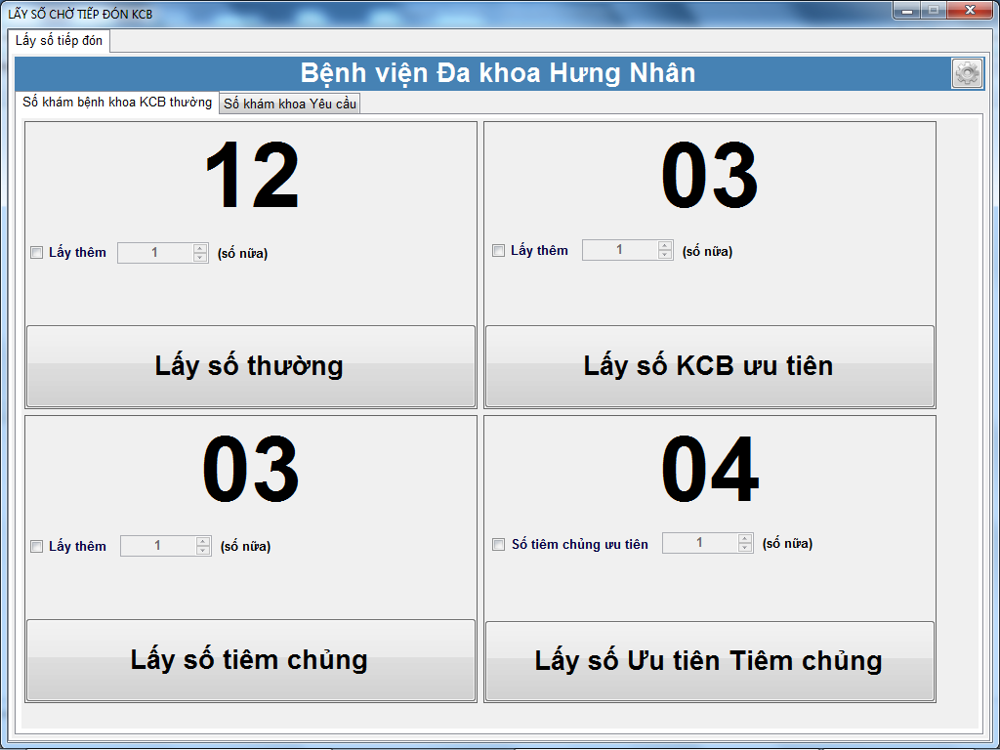 LẤY SỐ CHỜ TIẾP ĐÓN KCB
Lấy số tiếp đón
Bệnh viện Đa khoa Hưng Nhân
Số khám bệnh khoa KCB thường
Số khám khoa Yêu cầu
12
Lấy thêm 1 (số nữa)
Lấy số thường
03
Lấy thêm 1 (số nữa)
Lấy số KCB ưu tiên
03
Lấy thêm 1 (số nữa)
Lấy số tiêm chủng
04
Số tiêm chủng ưu tiên 1 (số nữa)
Lấy số Ưu tiên Tiêm chủng